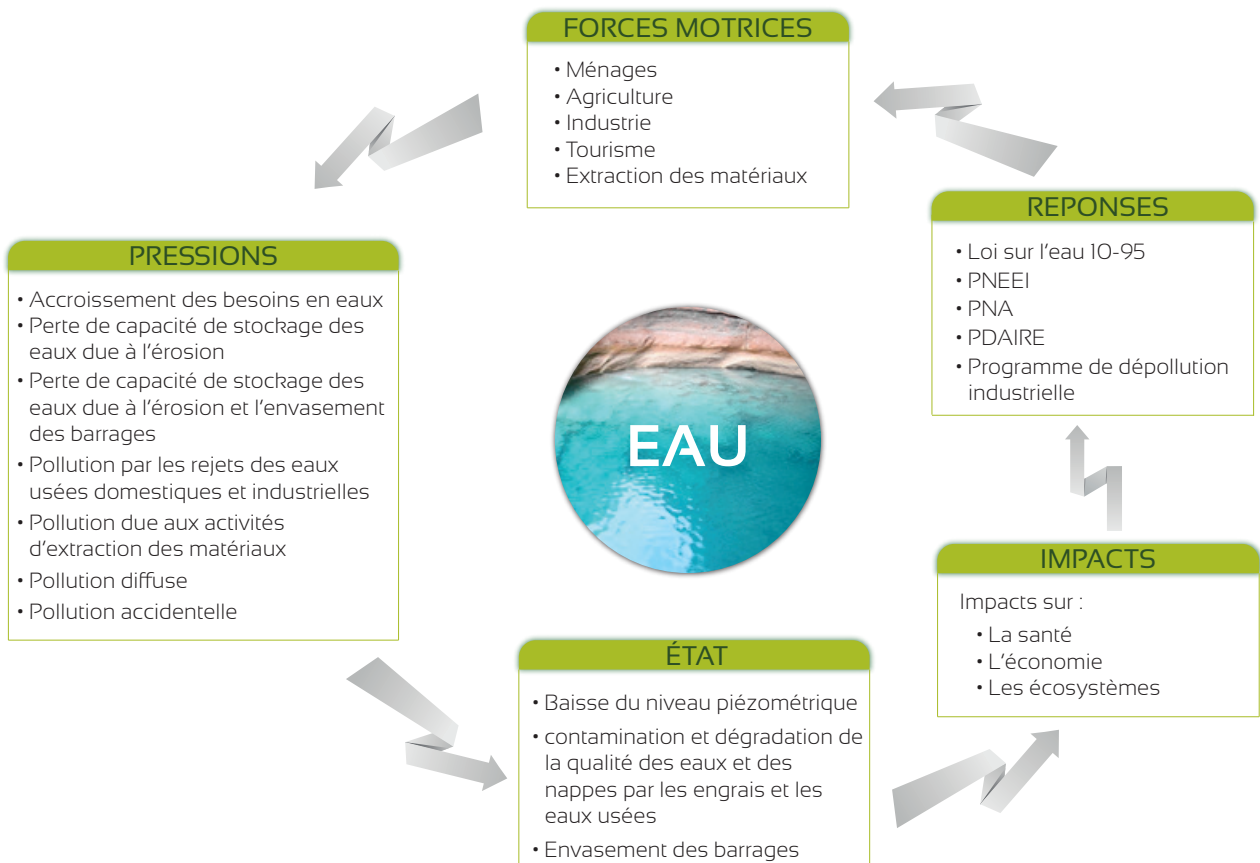 FORCES MOTRICES
• Ménages
• Agriculture
• Industrie
• Tourisme
• Extraction des matériaux
PRESSIONS
• Accroissement des besoins en eaux
• Perte de capacité de stockage des
eaux due à l'érosion
• Perte de capacité de stockage des
eaux due à l'érosion et l'envasement
des barrages
• Pollution par les rejets des eaux
usées domestiques et industrielles
• Pollution due aux activités
d'extraction des matériaux
• Pollution diffuse
• Pollution accidentelle
EAU
ÉTAT
• Baisse du niveau piézométrique
• contamination et dégradation de
la qualité des eaux et des
nappes par les engrais et les
eaux usées
• Envasement des barrages
IMPACTS
Impacts sur :
• La santé
• L'économie
• Les écosystèmes
REPONSES
• Loi sur l'eau 10-95
• PNEEI
• PNA
• PDAIRE
• Programme de dépollution
industrielle